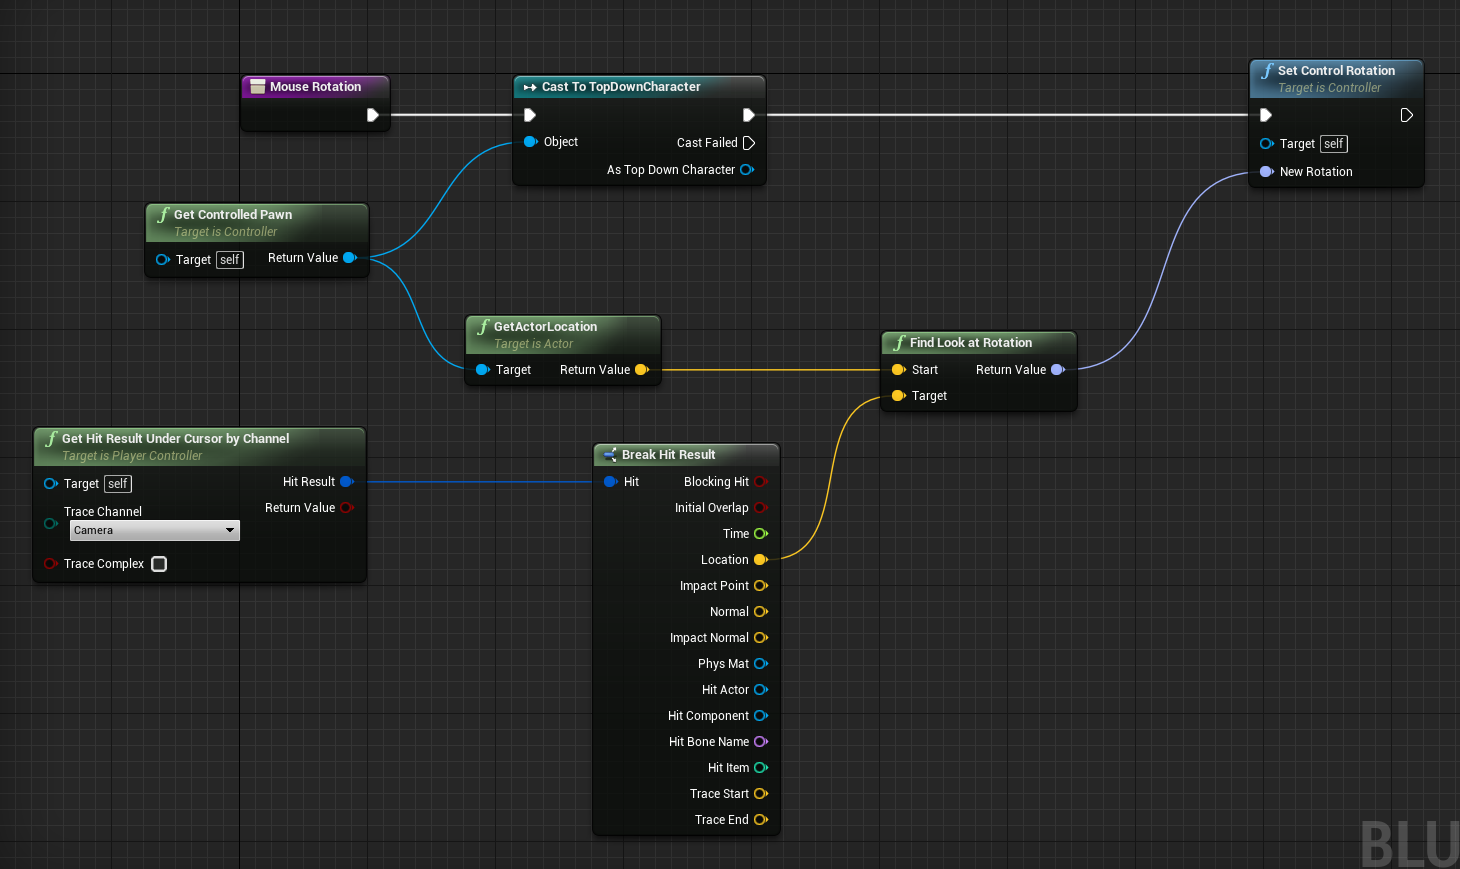 Mouse Rotation
Cast To TopDownCharacter
Object
Cast Failed
As Top Down Character
Set Control Rotation
Target is Controller
Target self
New Rotation
Get Controlled Pawn
Target is Controller
Target self Return Value
GetActorLocation
Target is Actor
Target Return Value
Find Look at Rotation
Start Return Value
Target
Get Hit Result Under Cursor by Channel
Target is Player Controller
Target self Hit Result
Trace Channel Return Value
Camera
Trace Complex
Break Hit Result
Hit Blocking Hit
Initial Overlap
Time
Location
Impact Point
Normal
Impact Normal
Phys Mat
Hit Actor
Hit Component
Hit Bone Name
Hit Item
Trace Start
Trace End
BLU